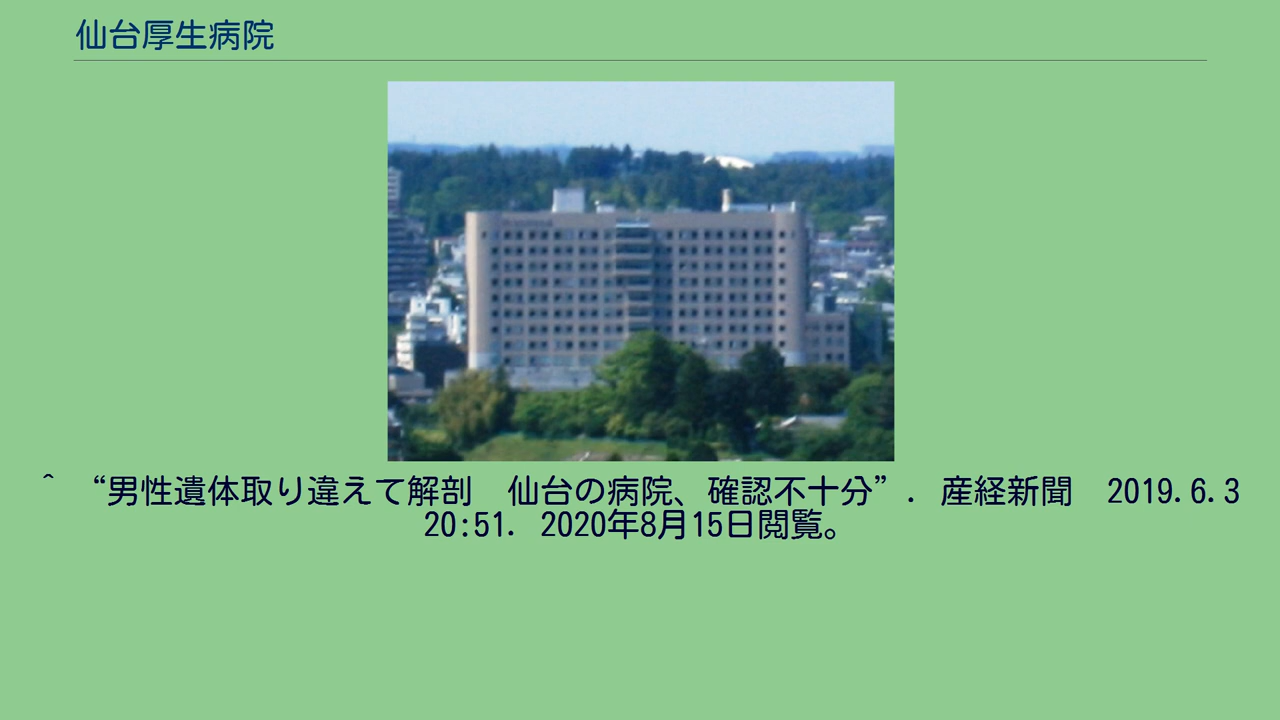 仙台厚生病院
^ “男性遺体取り違えて解剖　仙台の病院、確認不十分”. 産経新聞　2019.6.3
20:51. 2020年8月15日閲覧。